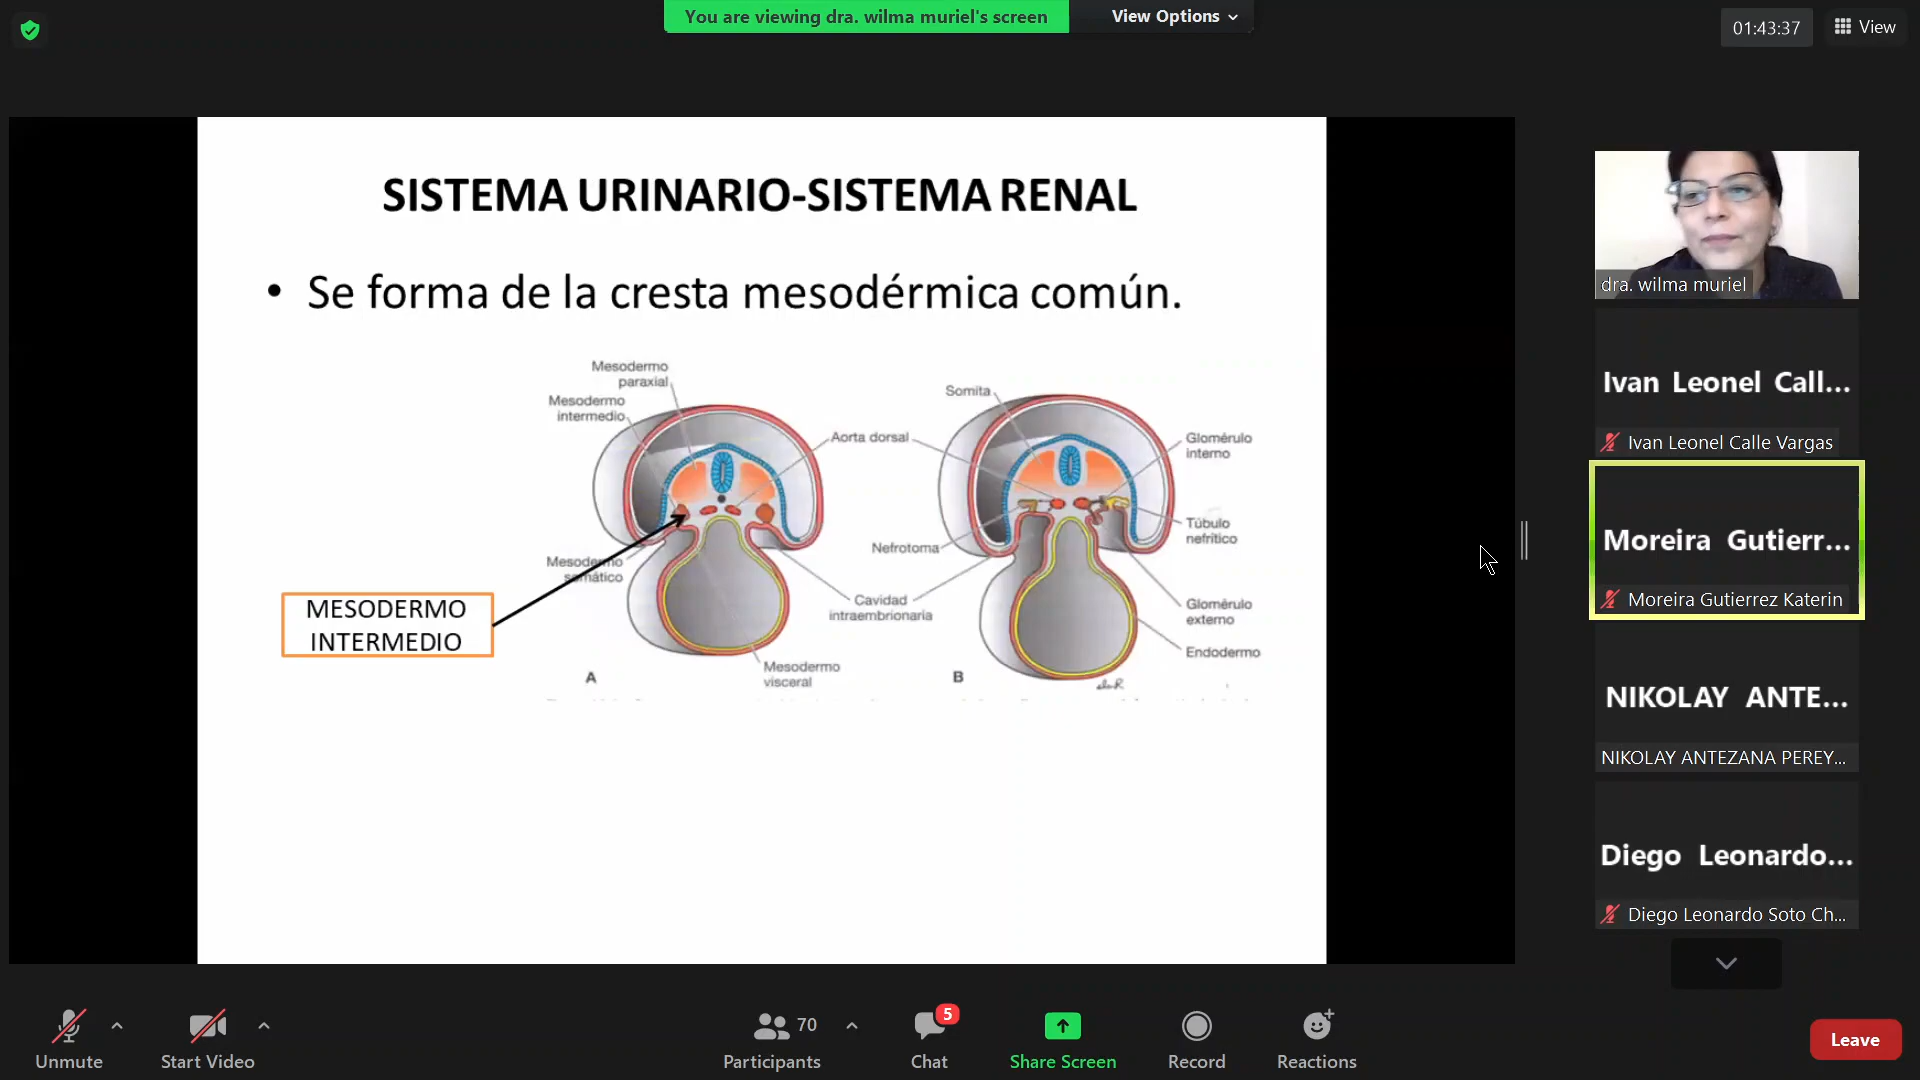 You are viewing dra. wilma muriel's screen
View Options
01:43:37
View
SISTEMA URINARIO-SISTEMA RENAL
• Se forma de la cresta mesodérmica común.
Mesodermo
paraxial
Mesodermo
intermedio
Aorta dorsal
Mesodermo
somático
Cavidad
intraembrionaria
Mesodermo
visceral
A
MESODERMO
INTERMEDIO
Somita
Glomérulo
interno
Túbulo
nefrítico
Nefrotoma
Glomérulo
externo
Endodermo
B
dra. wilma muriel
Ivan Leonel Call...
Ivan Leonel Calle Vargas
Moreira Gutierr...
Moreira Gutierrez Katerin
NIKOLAY ANTE...
NIKOLAY ANTEZANA PEREY...
Diego Leonardo...
Diego Leonardo Soto Ch...
Unmute
Start Video
70
Participants
5
Chat
Share Screen
Record
Reactions
Leave